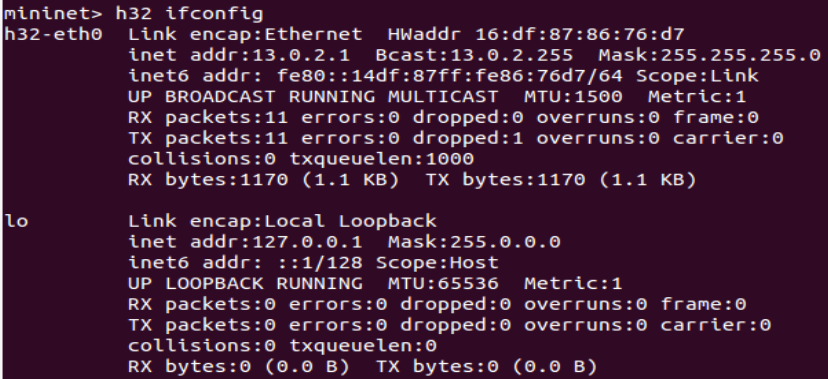 mininet> h32 ifconfig
h32-eth0  Link encap:Ethernet  HWaddr 16:df:87:86:76:d7
          inet addr:13.0.2.1  Bcast:13.0.2.255  Mask:255.255.255.0
          inet6 addr: fe80::14df:87ff:fe86:76d7/64 Scope:Link
          UP BROADCAST RUNNING MULTICAST  MTU:1500  Metric:1
          RX packets:11 errors:0 dropped:0 overruns:0 frame:0
          TX packets:11 errors:0 dropped:1 overruns:0 carrier:0
          collisions:0 txqueuelen:1000
          RX bytes:1170 (1.1 KB)  TX bytes:1170 (1.1 KB)

lo        Link encap:Local Loopback
          inet addr:127.0.0.1  Mask:255.0.0.0
          inet6 addr: ::1/128 Scope:Host
          UP LOOPBACK RUNNING  MTU:65536  Metric:1
          RX packets:0 errors:0 dropped:0 overruns:0 frame:0
          TX packets:0 errors:0 dropped:0 overruns:0 carrier:0
          collisions:0 txqueuelen:0
          RX bytes:0 (0.0 B)  TX bytes:0 (0.0 B)